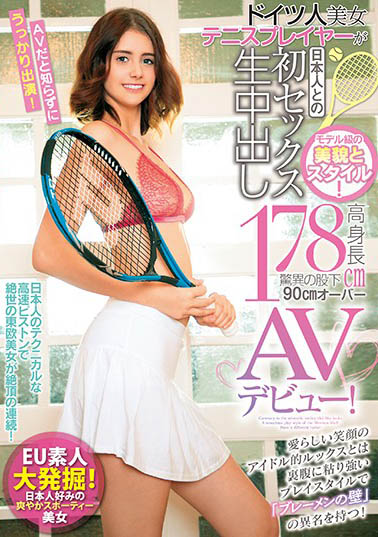 ドイツ人美女
テニスプレイヤーが
日本人との
初セックス
生中出し
AVだと知らずに
うっかり出演！
モデル級の
美貌と
スタイル！
高身長
178cm
驚異の股下
90cmオーバー
AV
デビュー！
日本人のテクニカルな
高速ピストンで
絶世の東欧美女が絶頂の連続！
EU素人
大発掘！
日本人好みの
爽やかスポーティー
美女
愛らしい笑顔の
アイドル的ルックスとは
裏腹に粘り強い
プレイスタイルで
「ブレーメンの壁」
の異名を持つ！